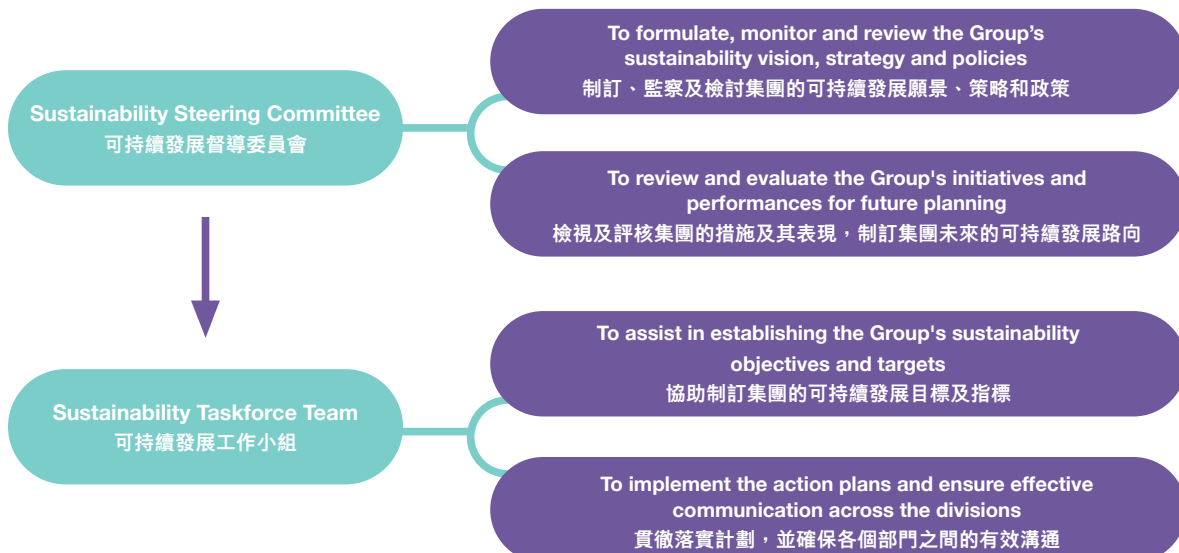 Sustainability Steering Committee
可持續發展督導委員會
To formulate, monitor and review the Group’s
sustainability vision, strategy and policies
制訂、監察及檢討集團的可持續發展願景、策略和政策
To review and evaluate the Group's initiatives and
performances for future planning
檢視及評核集團的措施及其表現，制訂集團未來的可持續發展路向
Sustainability Taskforce Team
可持續發展工作小組
To assist in establishing the Group's sustainability
objectives and targets
協助制訂集團的可持續發展目標及指標
To implement the action plans and ensure effective
communication across the divisions
貫徹落實計劃，並確保各個部門之間的有效溝通